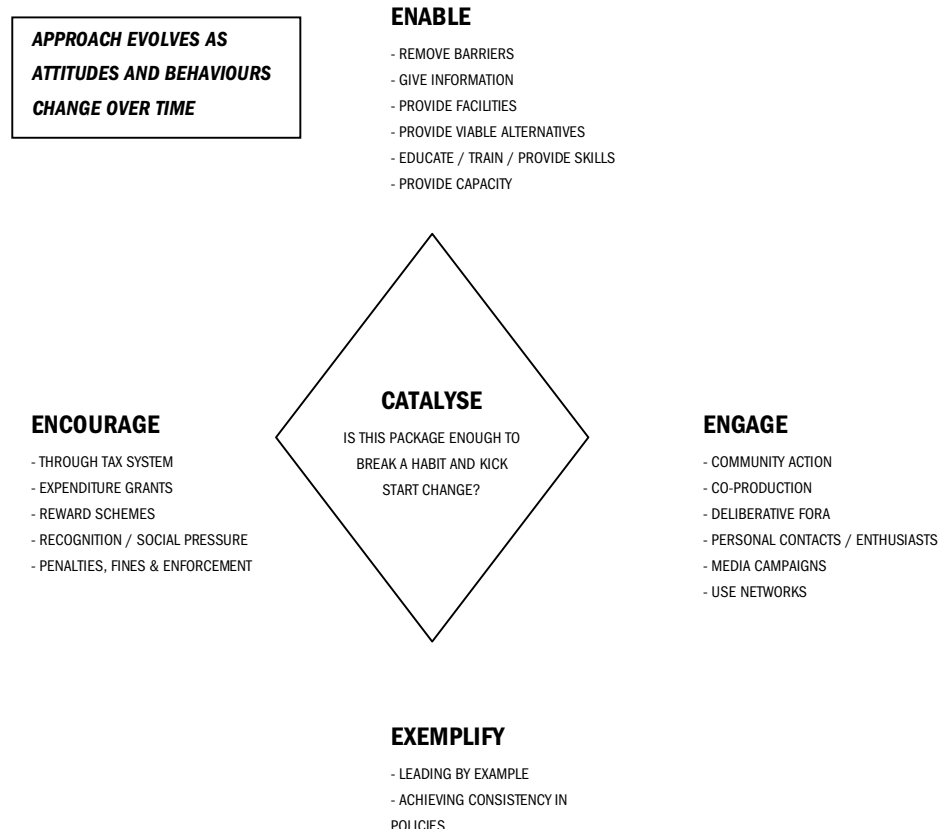 APPROACH EVOLVES AS
ATTITUDES AND BEHAVIOURS
CHANGE OVER TIME
ENABLE
- REMOVE BARRIERS
- GIVE INFORMATION
- PROVIDE FACILITIES
- PROVIDE VIABLE ALTERNATIVES
- EDUCATE / TRAIN / PROVIDE SKILLS
- PROVIDE CAPACITY
ENCOURAGE
- THROUGH TAX SYSTEM
- EXPENDITURE GRANTS
- REWARD SCHEMES
- RECOGNITION / SOCIAL PRESSURE
- PENALTIES, FINES & ENFORCEMENT
CATALYSE
IS THIS PACKAGE ENOUGH TO
BREAK A HABIT AND KICK
START CHANGE?
ENGAGE
- COMMUNITY ACTION
- CO-PRODUCTION
- DELIBERATIVE FORA
- PERSONAL CONTACTS / ENTHUSIASTS
- MEDIA CAMPAIGNS
- USE NETWORKS
EXEMPLIFY
- LEADING BY EXAMPLE
- ACHIEVING CONSISTENCY IN
POLICIES